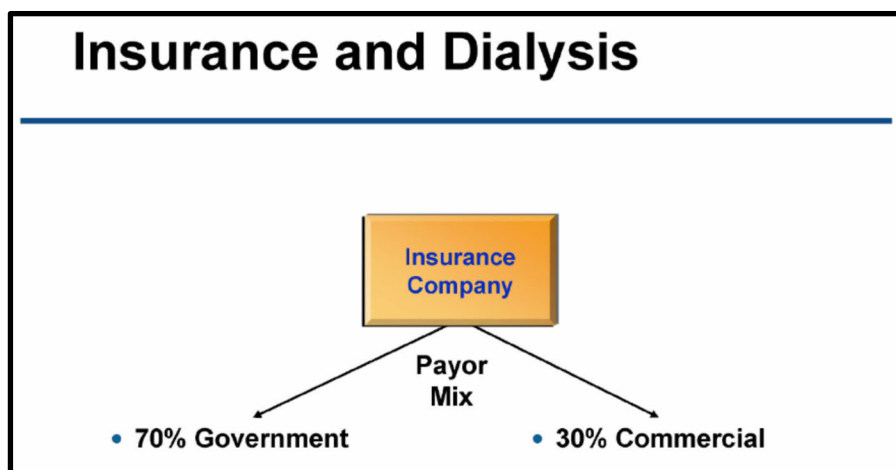 Insurance and Dialysis
Insurance
Company
Payor
Mix
• 70% Government
• 30% Commercial